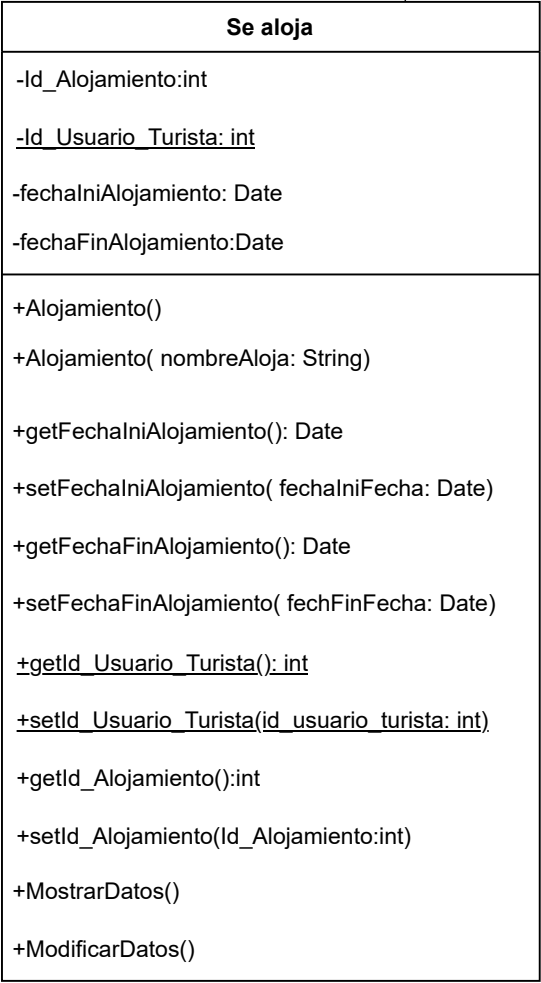 Se aloja
-Id_Alojamiento:int
-Id_Usuario_Turista: int
-fechaIniAlojamiento: Date
-fechaFinAlojamiento:Date
+Alojamiento()
+Alojamiento( nombreAloja: String)
+getFechaIniAlojamiento(): Date
+setFechaIniAlojamiento( fechaIniFecha: Date)
+getFechaFinAlojamiento(): Date
+setFechaFinAlojamiento( fechFinFecha: Date)
+getId_Usuario_Turista(): int
+setId_Usuario_Turista(id_usuario_turista: int)
+getId_Alojamiento():int
+setId_Alojamiento(Id_Alojamiento:int)
+MostrarDatos()
+ModificarDatos()